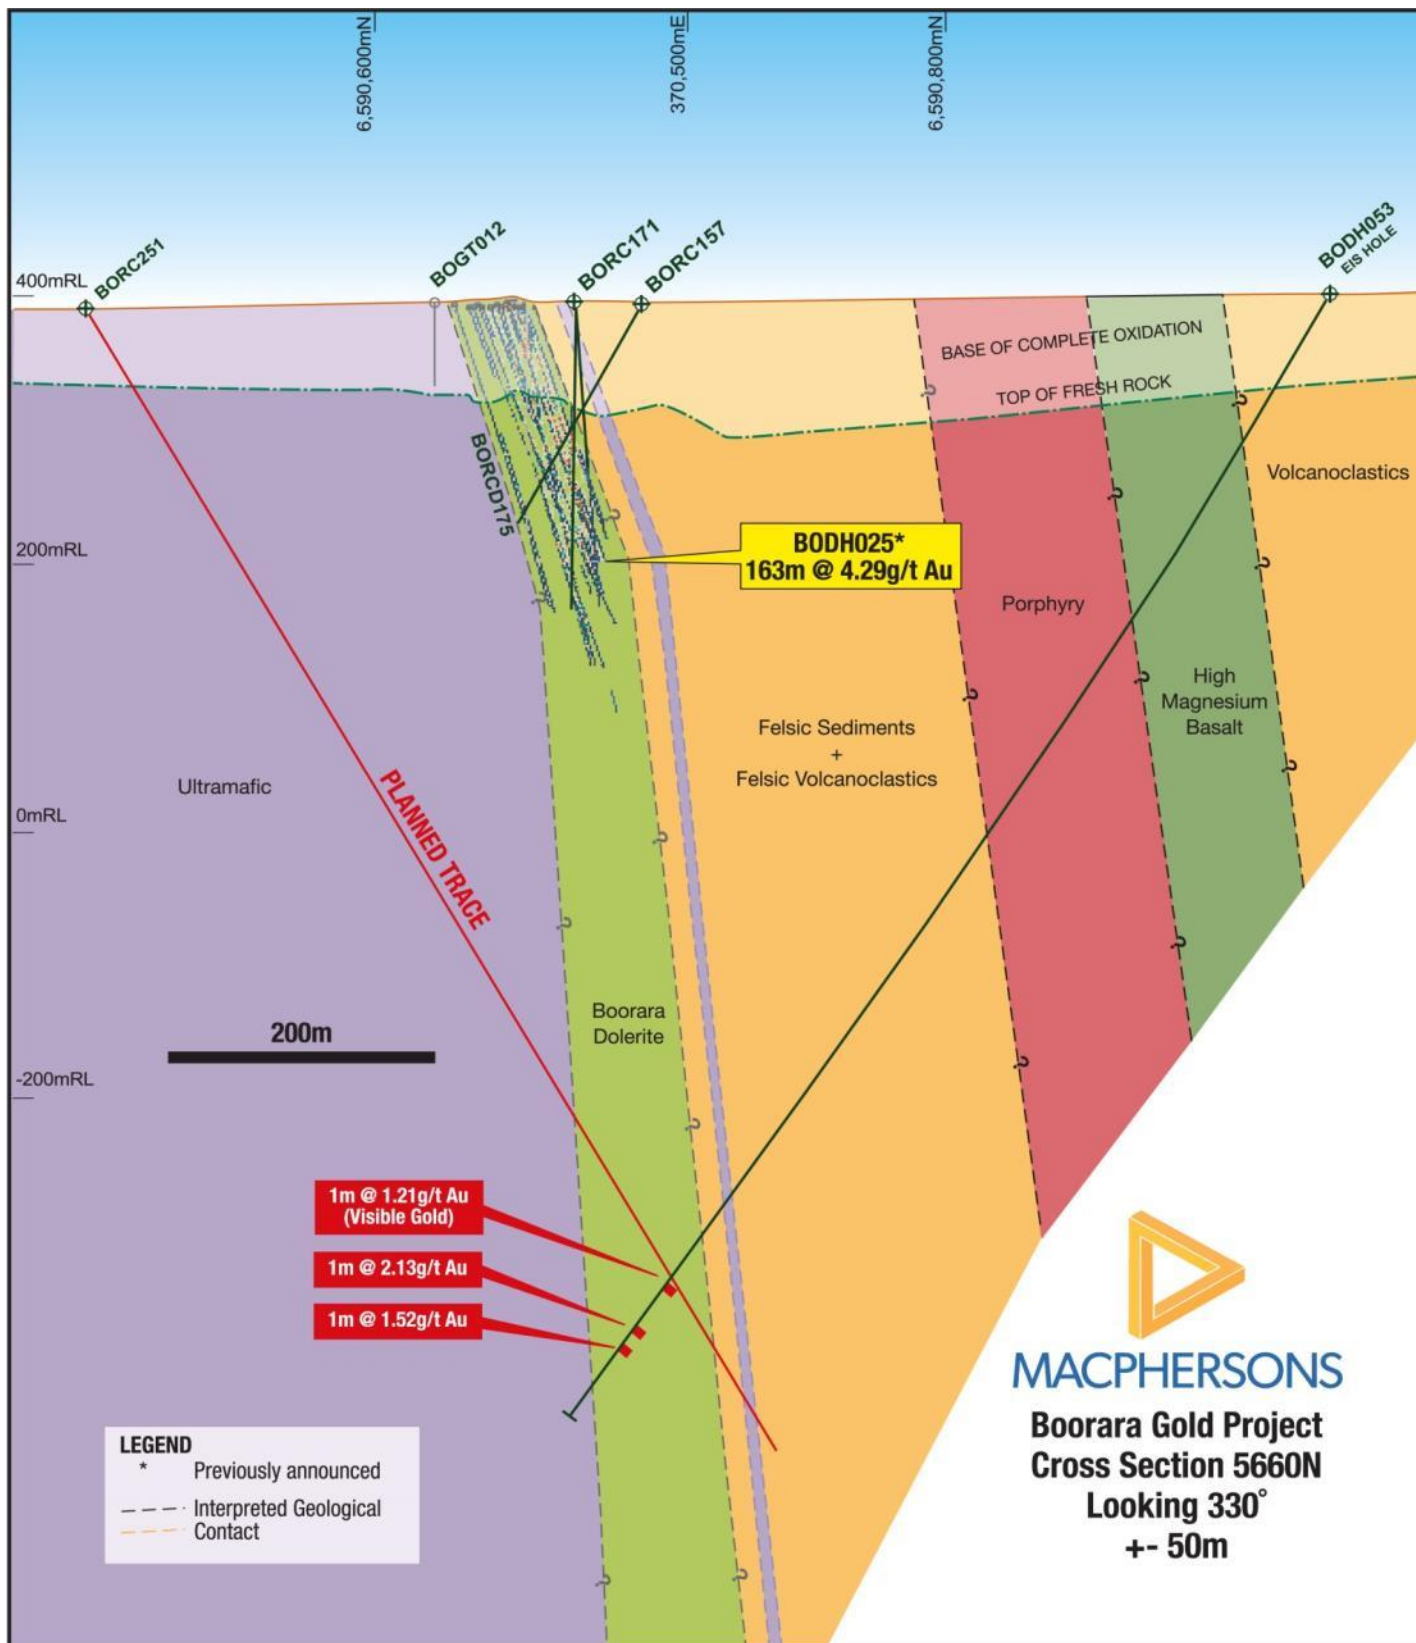 6,590,600mN
370,500mE
6,590,800mN
BORC251
BOGT012
BORC171
BORC157
BODH053
EIS HOLE
400mRL
BASE OF COMPLETE OXIDATION
TOP OF FRESH ROCK
BORCD175
Volcanoclastics
200mRL
BODH025*
163m @ 4.29g/t Au
Porphyry
High
Magnesium
Basalt
Felsic Sediments
+
Felsic Volcanoclastics
Ultramafic
PLANNED TRACE
0mRL
Boorara
Dolerite
200m
-200mRL
1m @ 1.21g/t Au
(Visible Gold)
1m @ 2.13g/t Au
1m @ 1.52g/t Au
MACPHERSONS
Boorara Gold Project
Cross Section 5660N
Looking 330°
+- 50m
LEGEND
* Previously announced
Interpreted Geological
Contact